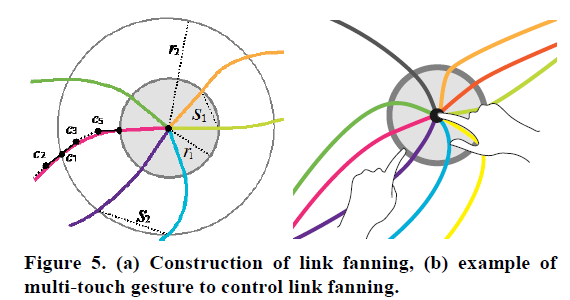 r₂
S₁
c₅
c₃
c₂
c₁
r₁
S₂
Figure 5. (a) Construction of link fanning, (b) example of
multi-touch gesture to control link fanning.